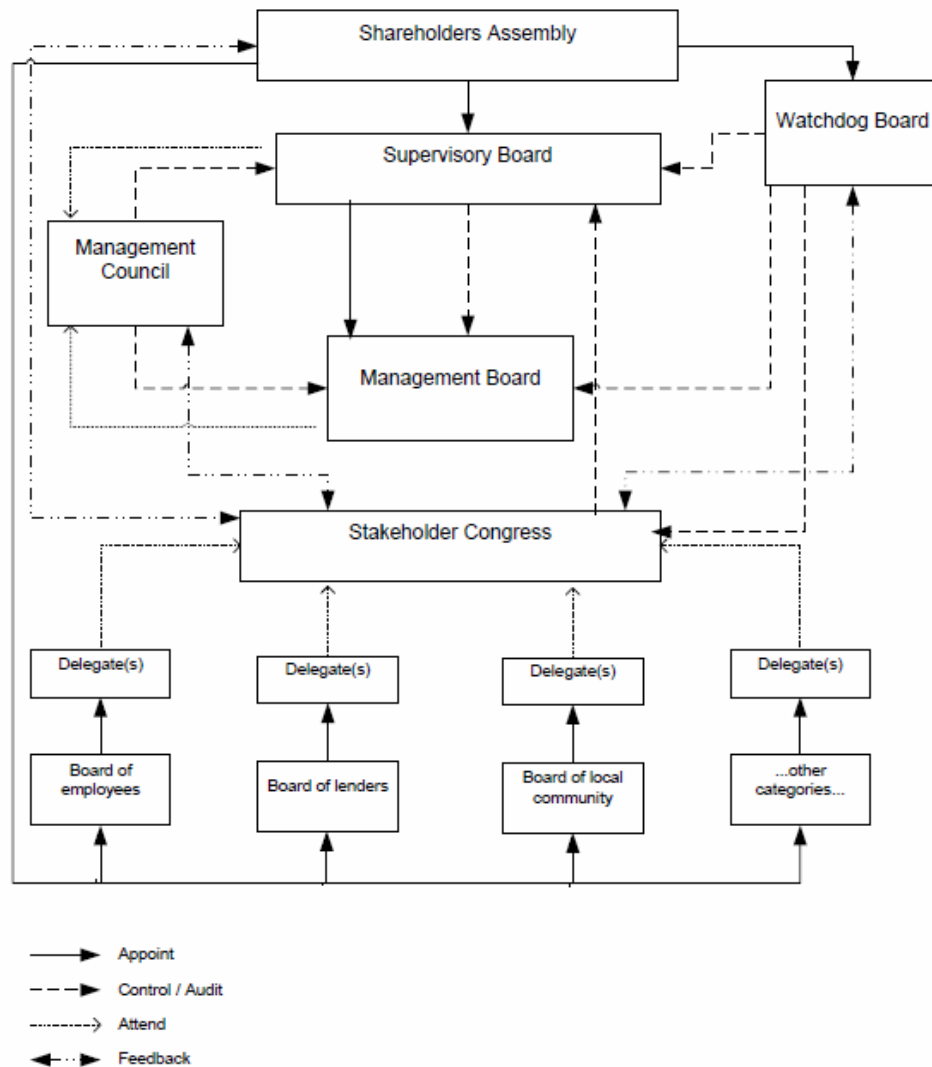 Shareholders Assembly
Watchdog Board
Supervisory Board
Management
Council
Management Board
Stakeholder Congress
Delegate(s)
Delegate(s)
Delegate(s)
Delegate(s)
Board of
employees
Board of lenders
Board of local
community
...other
categories...
Appoint
Control / Audit
Attend
Feedback